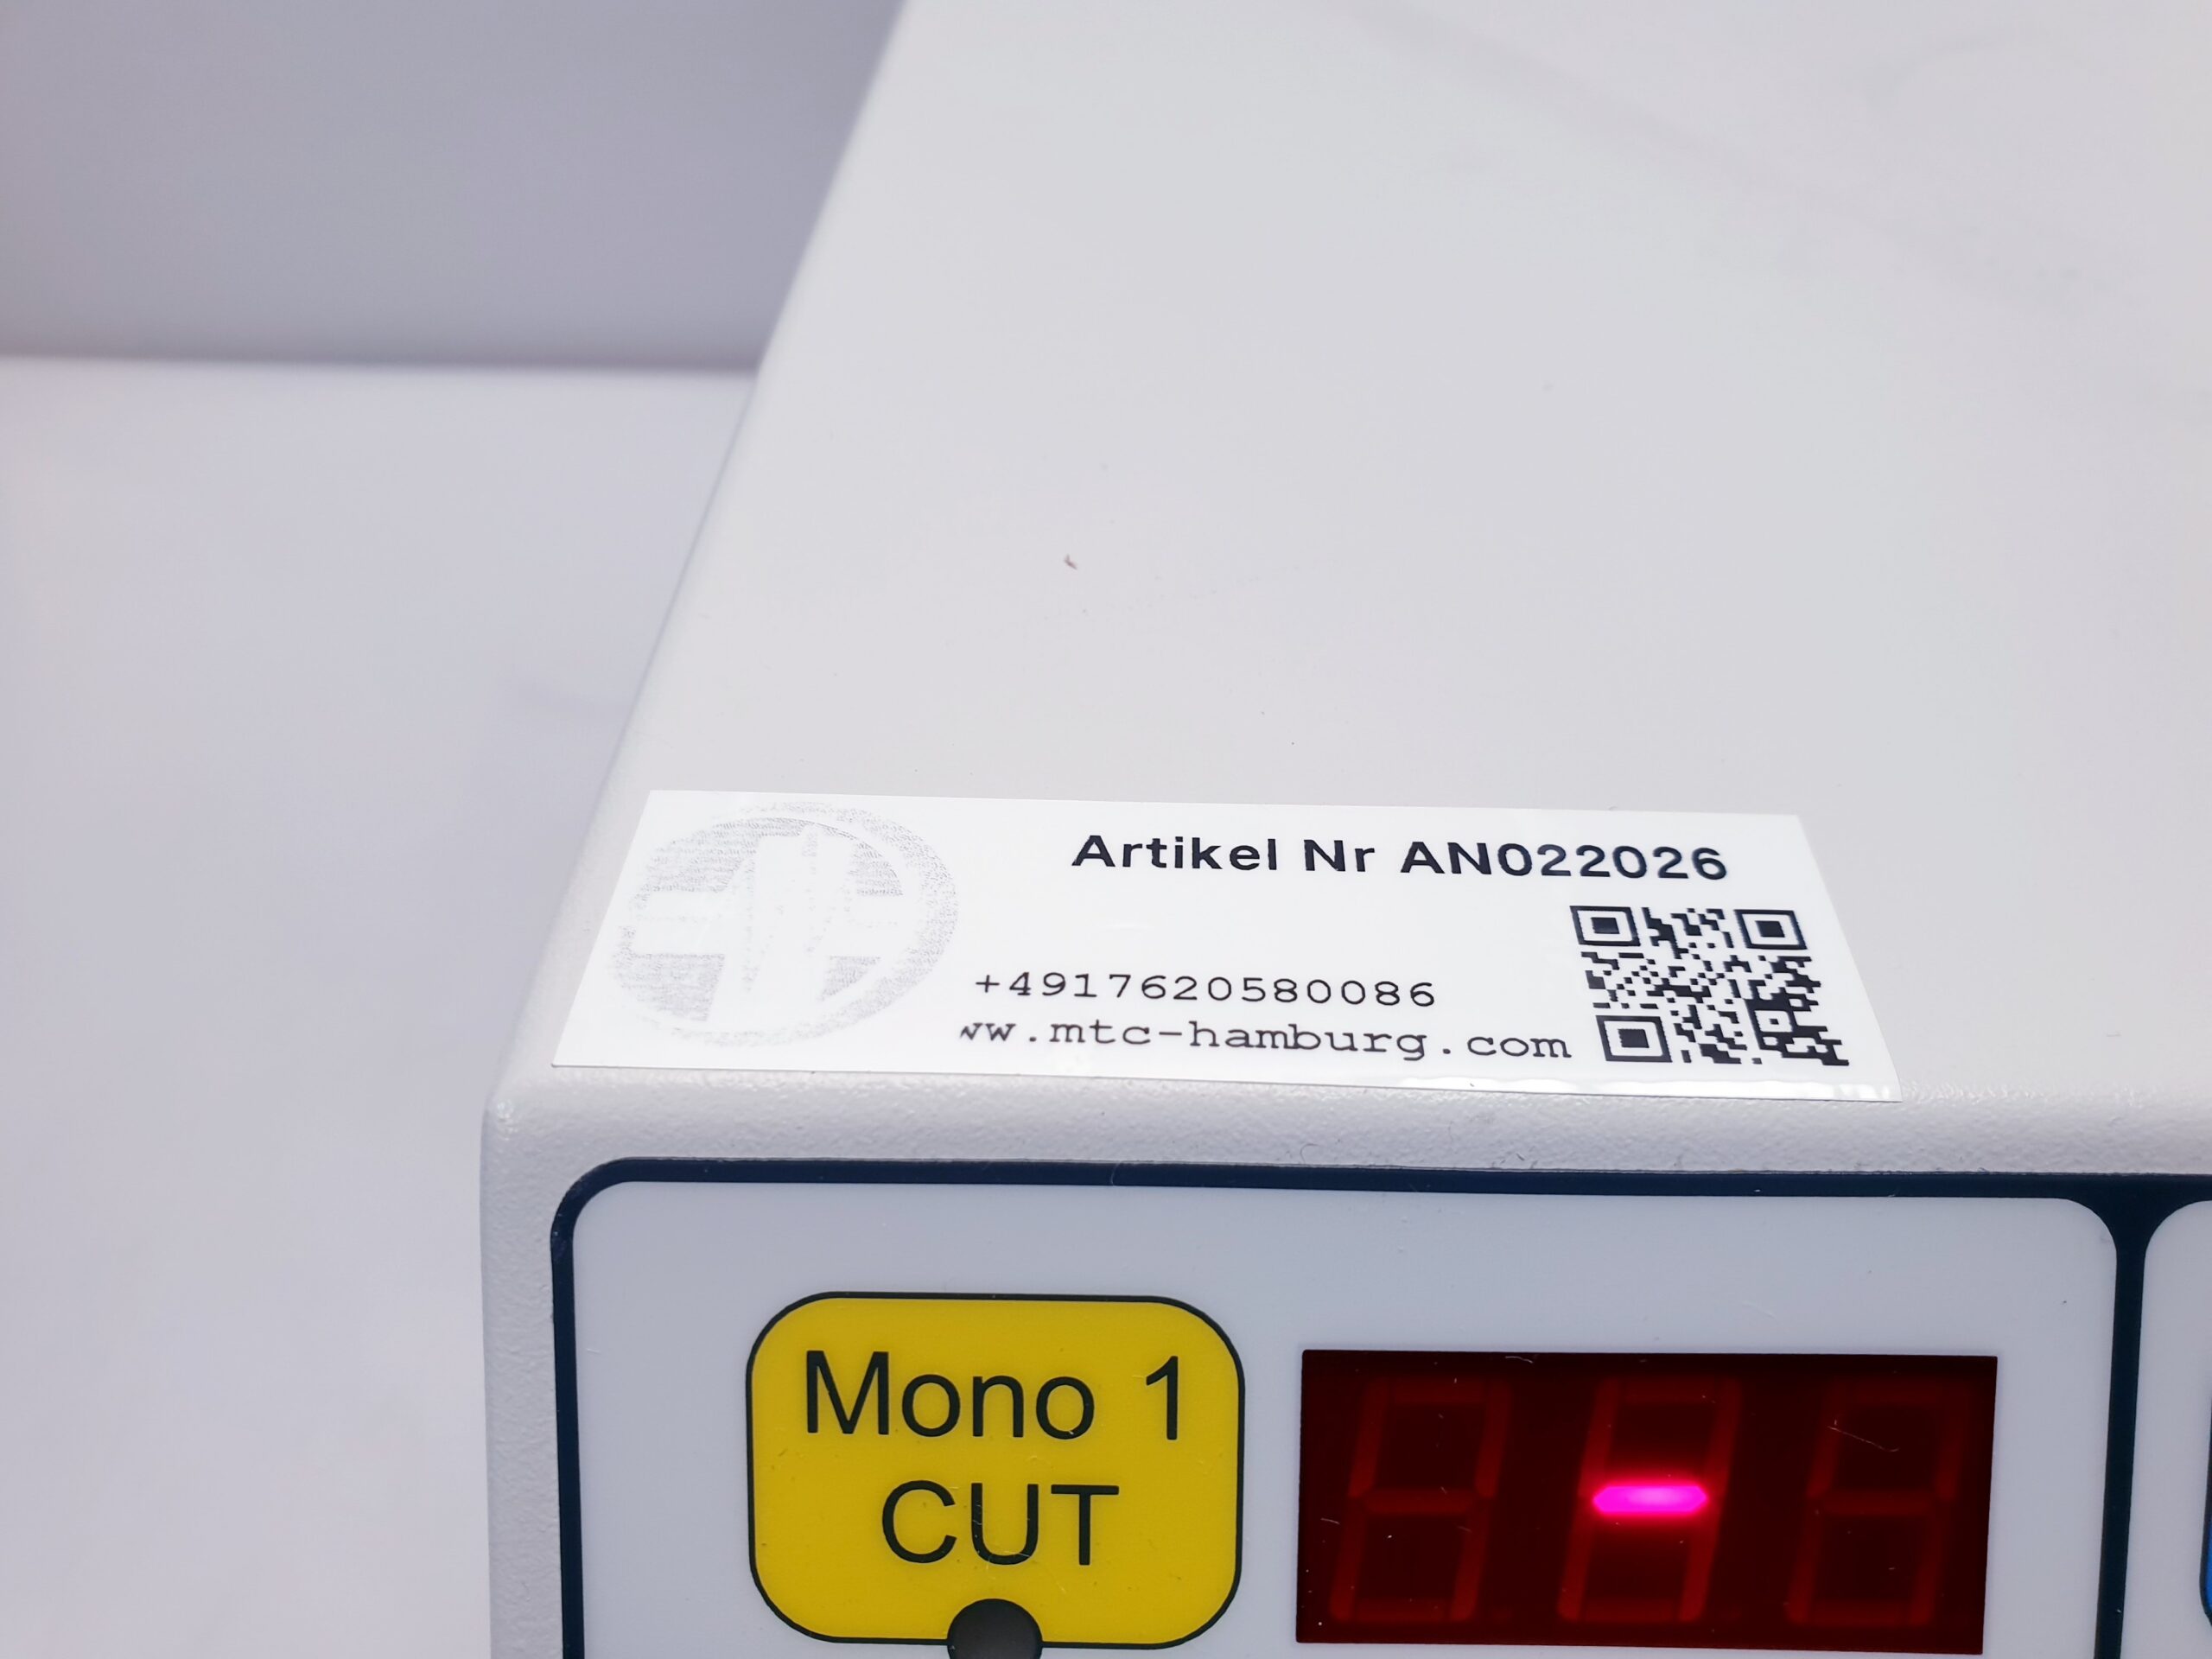 Artikel Nr AN022026
+4917620580086
ww.mtc-hamburg.com
Mono 1
CUT
-